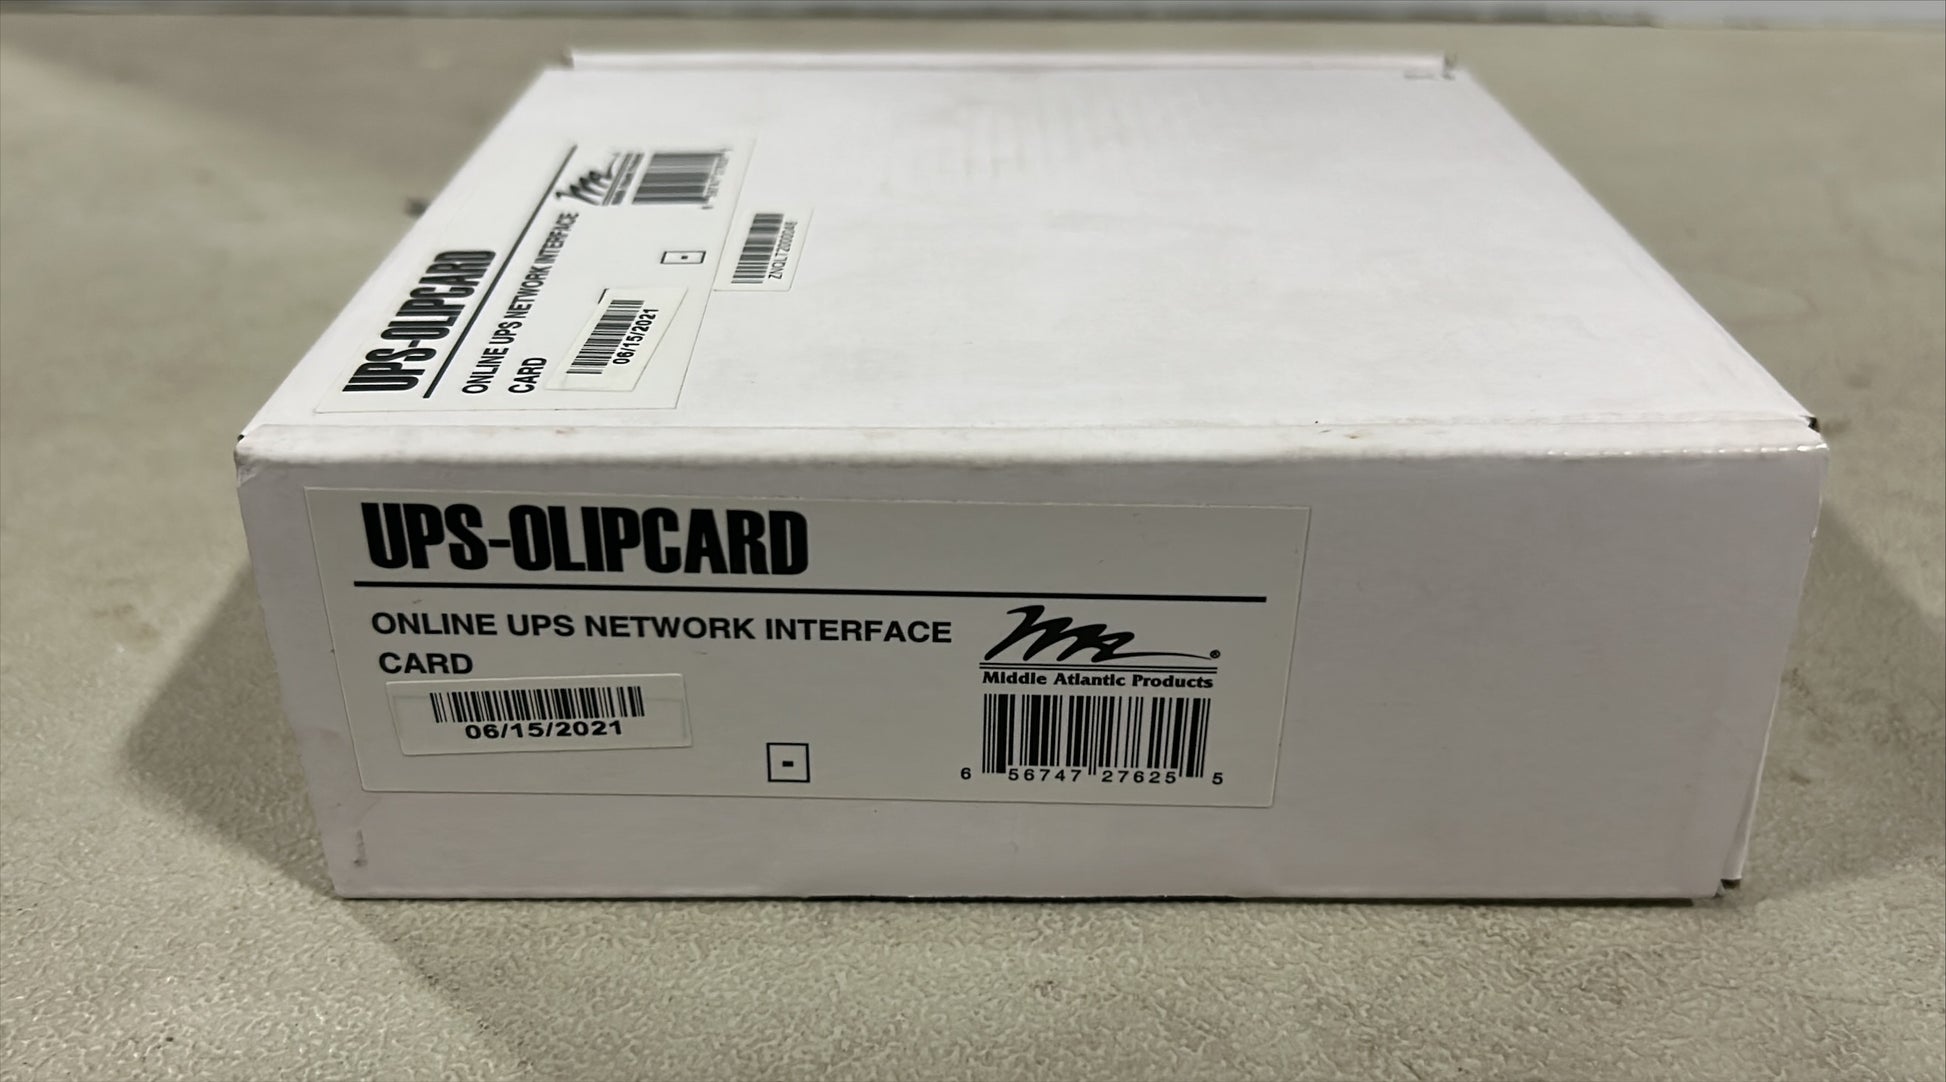 UPS-OLIPCARD
ONLINE UPS NETWORK INTERFACE
CARD
06/15/2021
UPS-OLIPCARD
ONLINE UPS NETWORK INTERFACE
CARD
06/15/2021
®
Middle Atlantic Products
6 56747 27625 5